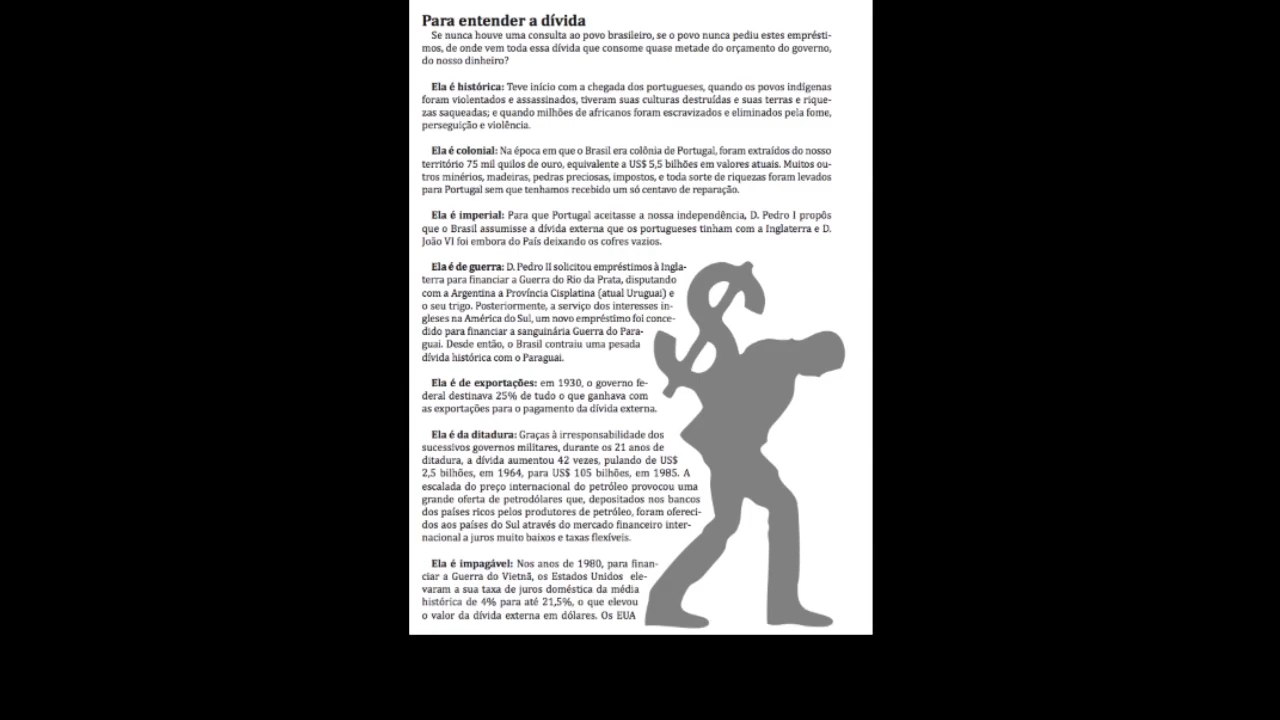 Para entender a dívida
Se nunca houve uma consulta ao povo brasileiro, se o povo nunca pediu estes emprésti-
mos, de onde vem toda essa dívida que consome quase metade do orçamento do governo,
do nosso dinheiro?
Ela é histórica: Teve início com a chegada dos portugueses, quando os povos indígenas
foram violentados e assassinados, tiveram suas culturas destruídas e suas terras e rique-
zas saqueadas; e quando milhões de africanos foram escravizados e eliminados pela fome,
perseguição e violência.
Ela é colonial: Na época em que o Brasil era colônia de Portugal, foram extraídos do nosso
território 75 mil quilos de ouro, equivalente a US$ 5,5 bilhões em valores atuais. Muitos ou-
tros minérios, madeiras, pedras preciosas, impostos, e toda sorte de riquezas foram levados
para Portugal sem que tenhamos recebido um só centavo de reparação.
Ela é imperial: Para que Portugal aceitasse a nossa independência, D. Pedro I propôs
que o Brasil assumisse a dívida externa que os portugueses tinham com a Inglaterra e D.
João VI foi embora do País deixando os cofres vazios.
Ela é de guerra: D. Pedro II solicitou empréstimos à Ingla-
terra para financiar a Guerra do Rio da Prata, disputando
com a Argentina a Província Cisplatina (atual Uruguai) e
o seu trigo. Posteriormente, a serviço dos interesses in-
gleses na América do Sul, um novo empréstimo foi conce-
dido para financiar a sanguinária Guerra do Para-
guai. Desde então, o Brasil contraiu uma pesada
dívida histórica com o Paraguai.
Ela é de exportações: em 1930, o governo fe-
deral destinava 25% de tudo o que ganhava com
as exportações para o pagamento da dívida externa.
Ela é da ditadura: Graças à irresponsabilidade dos
sucessivos governos militares, durante os 21 anos de
ditadura, a dívida aumentou 42 vezes, pulando de US$
2,5 bilhões, em 1964, para US$ 105 bilhões, em 1985. A
escalada do preço internacional do petróleo provocou uma
grande oferta de petrodólares que, depositados nos bancos
dos países ricos pelos produtores de petróleo, foram ofereci-
dos aos países do Sul através do mercado financeiro inter-
nacional a juros muito baixos e taxas flexíveis.
Ela é impagável: Nos anos de 1980, para finan-
ciar a Guerra do Vietnã, os Estados Unidos ele-
varam a sua taxa de juros doméstica da média
histórica de 4% para até 21,5%, o que elevou
o valor da dívida externa em dólares. Os EUA